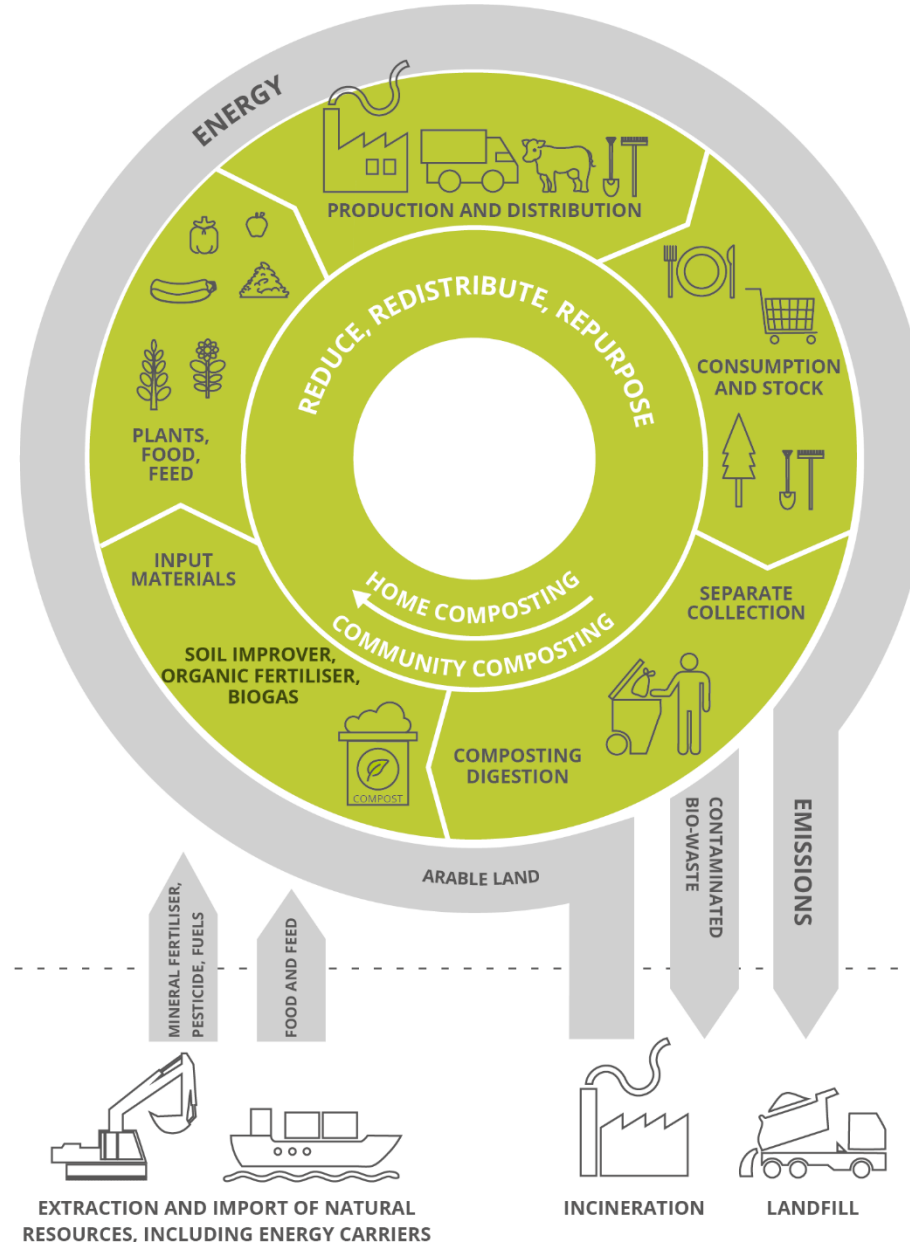 ENERGY
PRODUCTION AND DISTRIBUTION
REDUCE, REDISTRIBUTE, REPURPOSE
CONSUMPTION
AND STOCK
PLANTS,
FOOD,
FEED
INPUT
MATERIALS
HOME COMPOSTING
COMMUNITY COMPOSTING
SEPARATE
COLLECTION
SOIL IMPROVER,
ORGANIC FERTILISER,
BIOGAS
COMPOST
COMPOSTING
DIGESTION
ARABLE LAND
CONTAMINATED
BIO-WASTE
EMISSIONS
MINERAL FERTILISER,
PESTICIDE, FUELS
FOOD AND FEED
EXTRACTION AND IMPORT OF NATURAL
RESOURCES, INCLUDING ENERGY CARRIERS
INCINERATION
LANDFILL